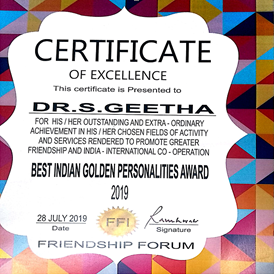 CERTIFICATE
OF EXCELLENCE
This certificate is Presented to
DR.S.GEETHA
FOR HIS / HER OUTSTANDING AND EXTRA - ORDINARY
ACHIEVEMENT IN HIS / HER CHOSEN FIELDS OF ACTIVITY
AND SERVICES RENDERED TO PROMOTE GREATER
FRIENDSHIP AND INDIA - INTERNATIONAL CO - OPERATION
BEST INDIAN GOLDEN PERSONALITIES AWARD
2019
28 JULY 2019
Date
FFI
Signature
FRIENDSHIP FORUM